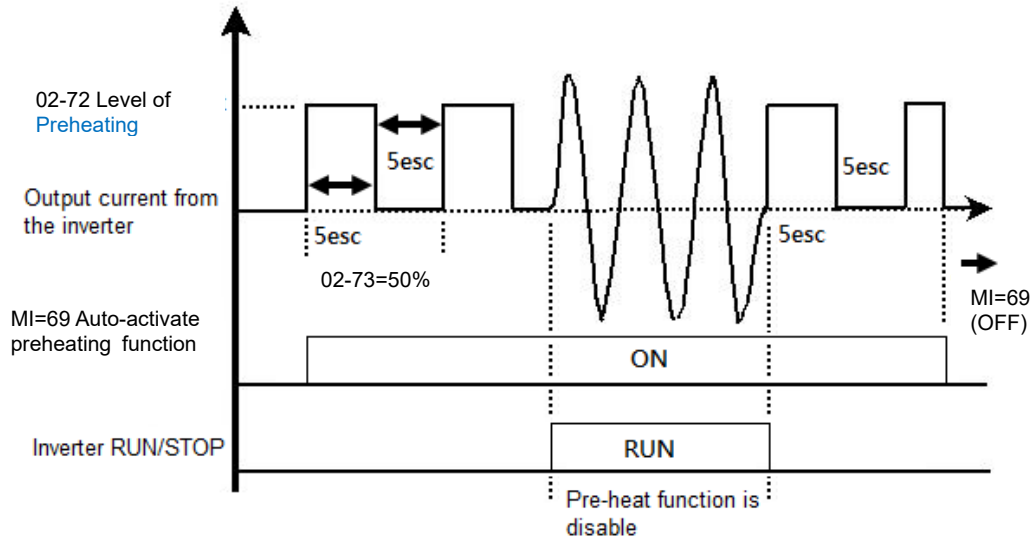 02-72 Level of
Preheating
5esc
5esc
Output current from
the inverter
5esc
5esc
02-73=50%
MI=69
(OFF)
MI=69 Auto-activate
preheating function
ON
Inverter RUN/STOP
RUN
Pre-heat function is
disable